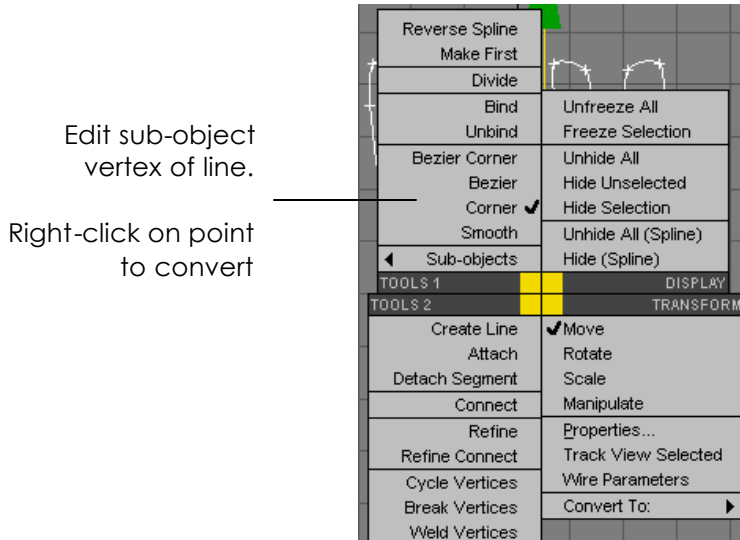 Edit sub-object
vertex of line.
Right-click on point
to convert
Reverse Spline
Make First
Divide
Bind
Unbind
Bezier Corner
Bezier
Corner
Smooth
Sub-objects
TOOLS 1
Unfreeze All
Freeze Selection
Unhide All
Hide Unselected
Hide Selection
Unhide All (Spline)
Hide (Spline)
DISPLAY
TOOLS 2
Create Line
Attach
Detach Segment
Connect
Refine
Refine Connect
Cycle Vertices
Break Vertices
Weld Vertices
TRANSFORM
Move
Rotate
Scale
Manipulate
Properties...
Track View Selected
Wire Parameters
Convert To: